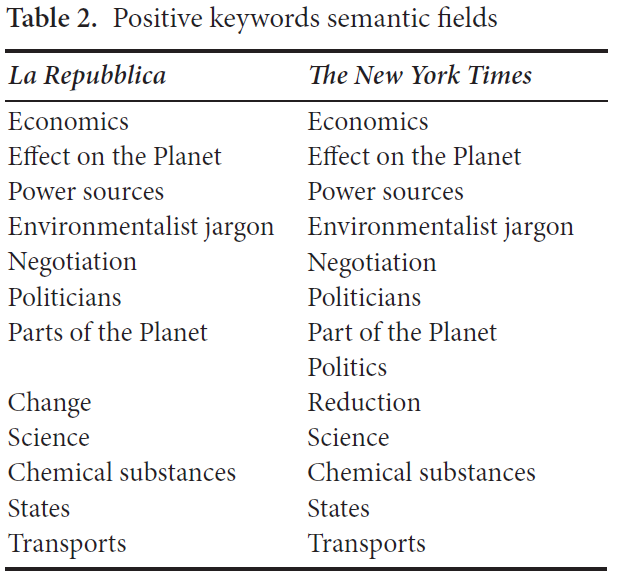 Table 2. Positive keywords semantic fields
La Repubblica The New York Times
Economics Economics
Effect on the Planet Effect on the Planet
Power sources Power sources
Environmentalist jargon Environmentalist jargon
Negotiation Negotiation
Politicians Politicians
Parts of the Planet Part of the Planet
Politics
Change Reduction
Science Science
Chemical substances Chemical substances
States States
Transports Transports